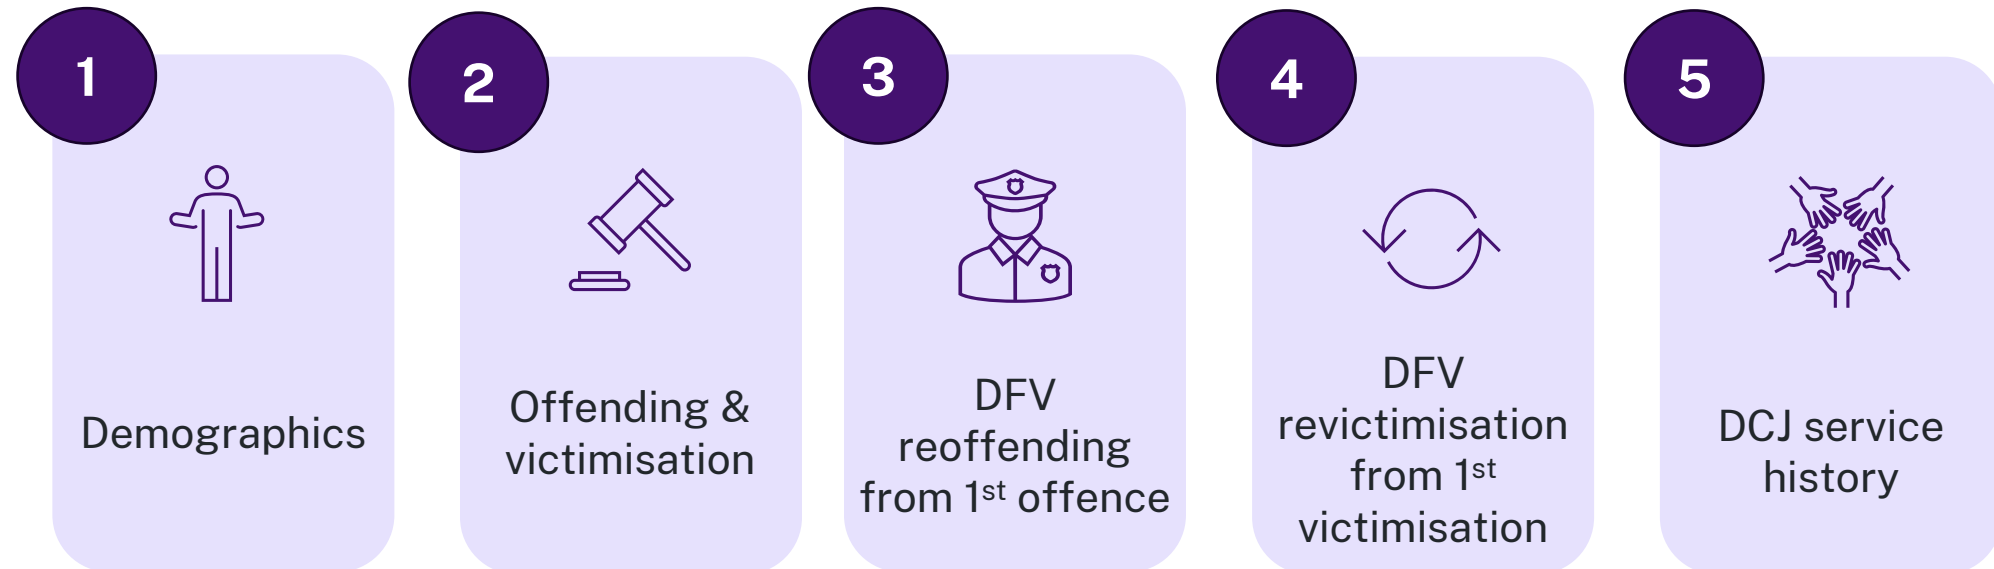 1
Demographics
2
Offending &
victimisation
3
DFV
reoffending
from 1st offence
4
DFV
revictimisation
from 1st
victimisation
5
DCJ service
history